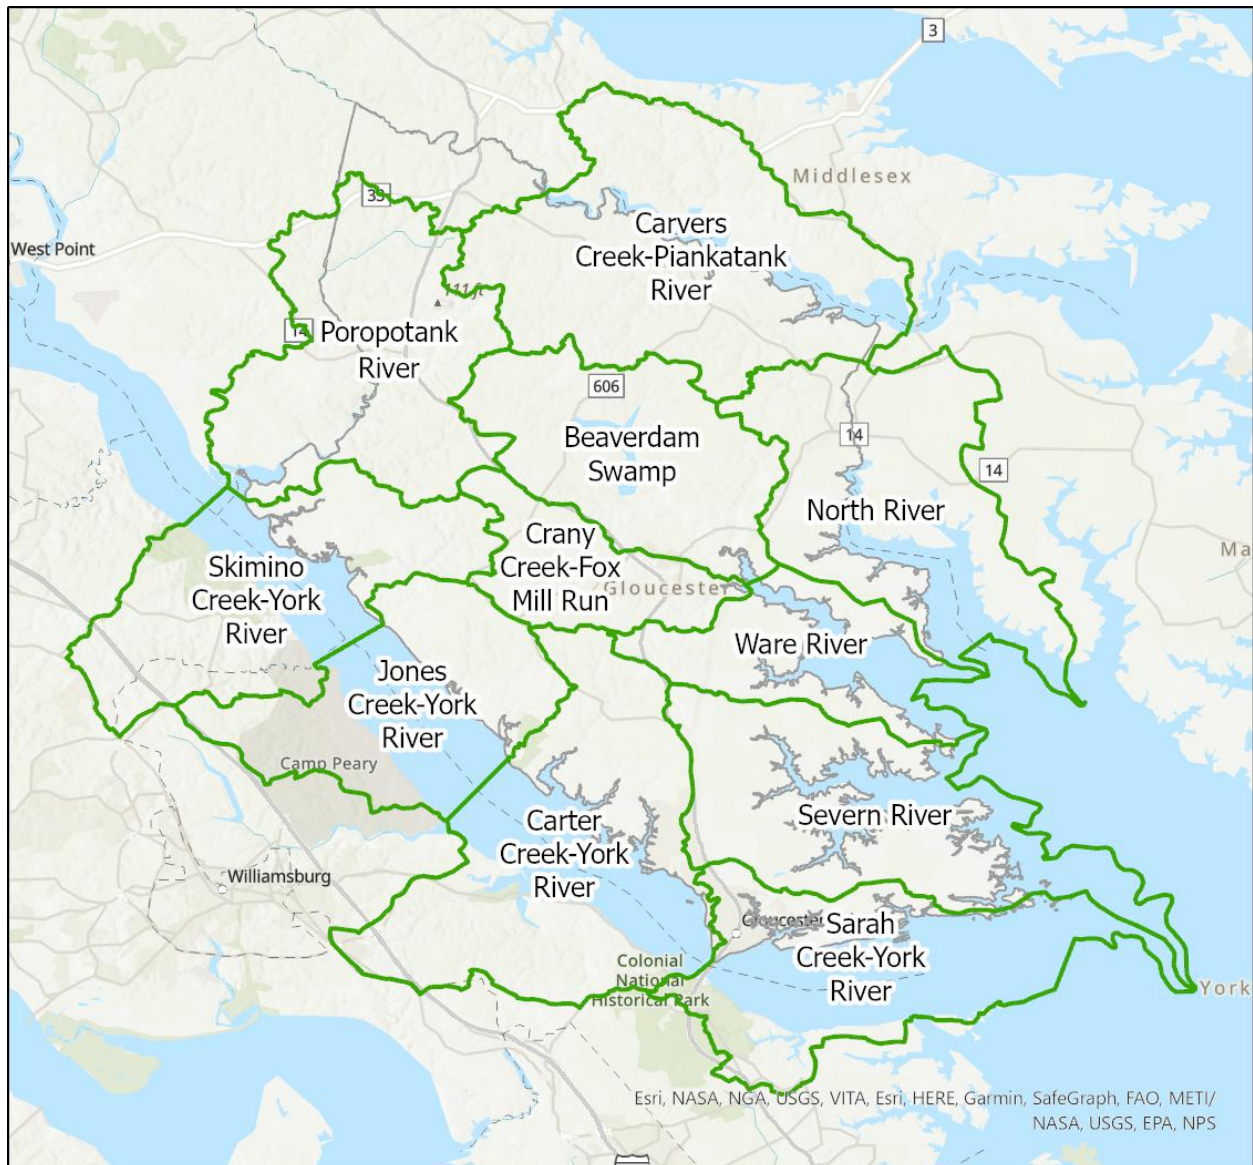 3
Middlesex
33
Carvers
Creek-Piankatank
River
West Point
111 ft
14
Poropotank
River
606
14
Beaverdam
Swamp
14
North River
Crany
Creek-Fox
Mill Run
Skimino
Creek-York
River
Ma
Gloucester
Ware River
Jones
Creek-York
River
Camp Peary
Severn River
Carter
Creek-York
River
Williamsburg
Gloucester
Sarah
Creek-York
River
Colonial
National
Historical Park
York
Esri, NASA, NGA, USGS, VITA, Esri, HERE, Garmin, SafeGraph, FAO, METI/
NASA, USGS, EPA, NPS